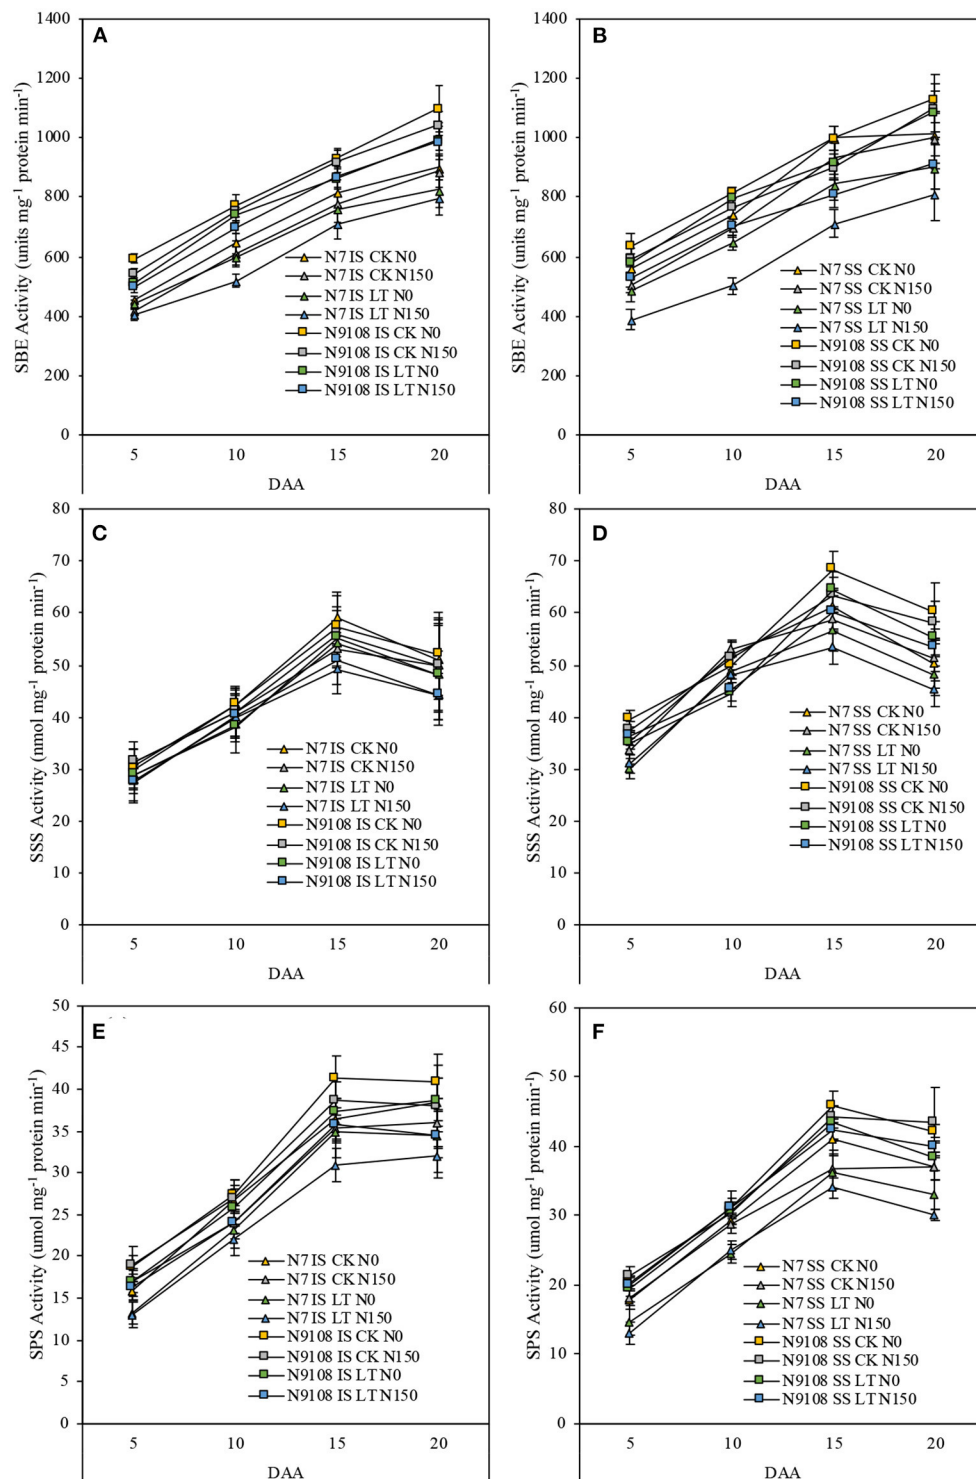 A
SBE Activity (units mg-1 protein min-1)
1400
1200
1000
800
600
400
200
0
N7 IS CK N0
N7 IS CK N150
N7 IS LT N0
N7 IS LT N150
N9108 IS CK N0
N9108 IS CK N150
N9108 IS LT N0
N9108 IS LT N150
5 10 15 20
DAA
B
SBE Activity (units mg-1 protein min-1)
1400
1200
1000
800
600
400
200
0
N7 SS CK N0
N7 SS CK N150
N7 SS LT N0
N7 SS LT N150
N9108 SS CK N0
N9108 SS CK N150
N9108 SS LT N0
N9108 SS LT N150
5 10 15 20
DAA
C
SSS Activity (nmol mg-1 protein min-1)
80
70
60
50
40
30
20
10
0
N7 IS CK N0
N7 IS CK N150
N7 IS LT N0
N7 IS LT N150
N9108 IS CK N0
N9108 IS CK N150
N9108 IS LT N0
N9108 IS LT N150
5 10 15 20
DAA
D
SSS Activity (nmol mg-1 protein min-1)
80
70
60
50
40
30
20
10
0
N7 SS CK N0
N7 SS CK N150
N7 SS LT N0
N7 SS LT N150
N9108 SS CK N0
N9108 SS CK N150
N9108 SS LT N0
N9108 SS LT N150
5 10 15 20
DAA
E
SPS Activity (umol mg-1 protein min-1)
50
45
40
35
30
25
20
15
10
5
0
N7 IS CK N0
N7 IS CK N150
N7 IS LT N0
N7 IS LT N150
N9108 IS CK N0
N9108 IS CK N150
N9108 IS LT N0
N9108 IS LT N150
5 10 15 20
DAA
F
SPS Activity (umol mg-1 protein min-1)
60
50
40
30
20
10
0
N7 SS CK N0
N7 SS CK N150
N7 SS LT N0
N7 SS LT N150
N9108 SS CK N0
N9108 SS CK N150
N9108 SS LT N0
N9108 SS LT N150
5 10 15 20
DAA